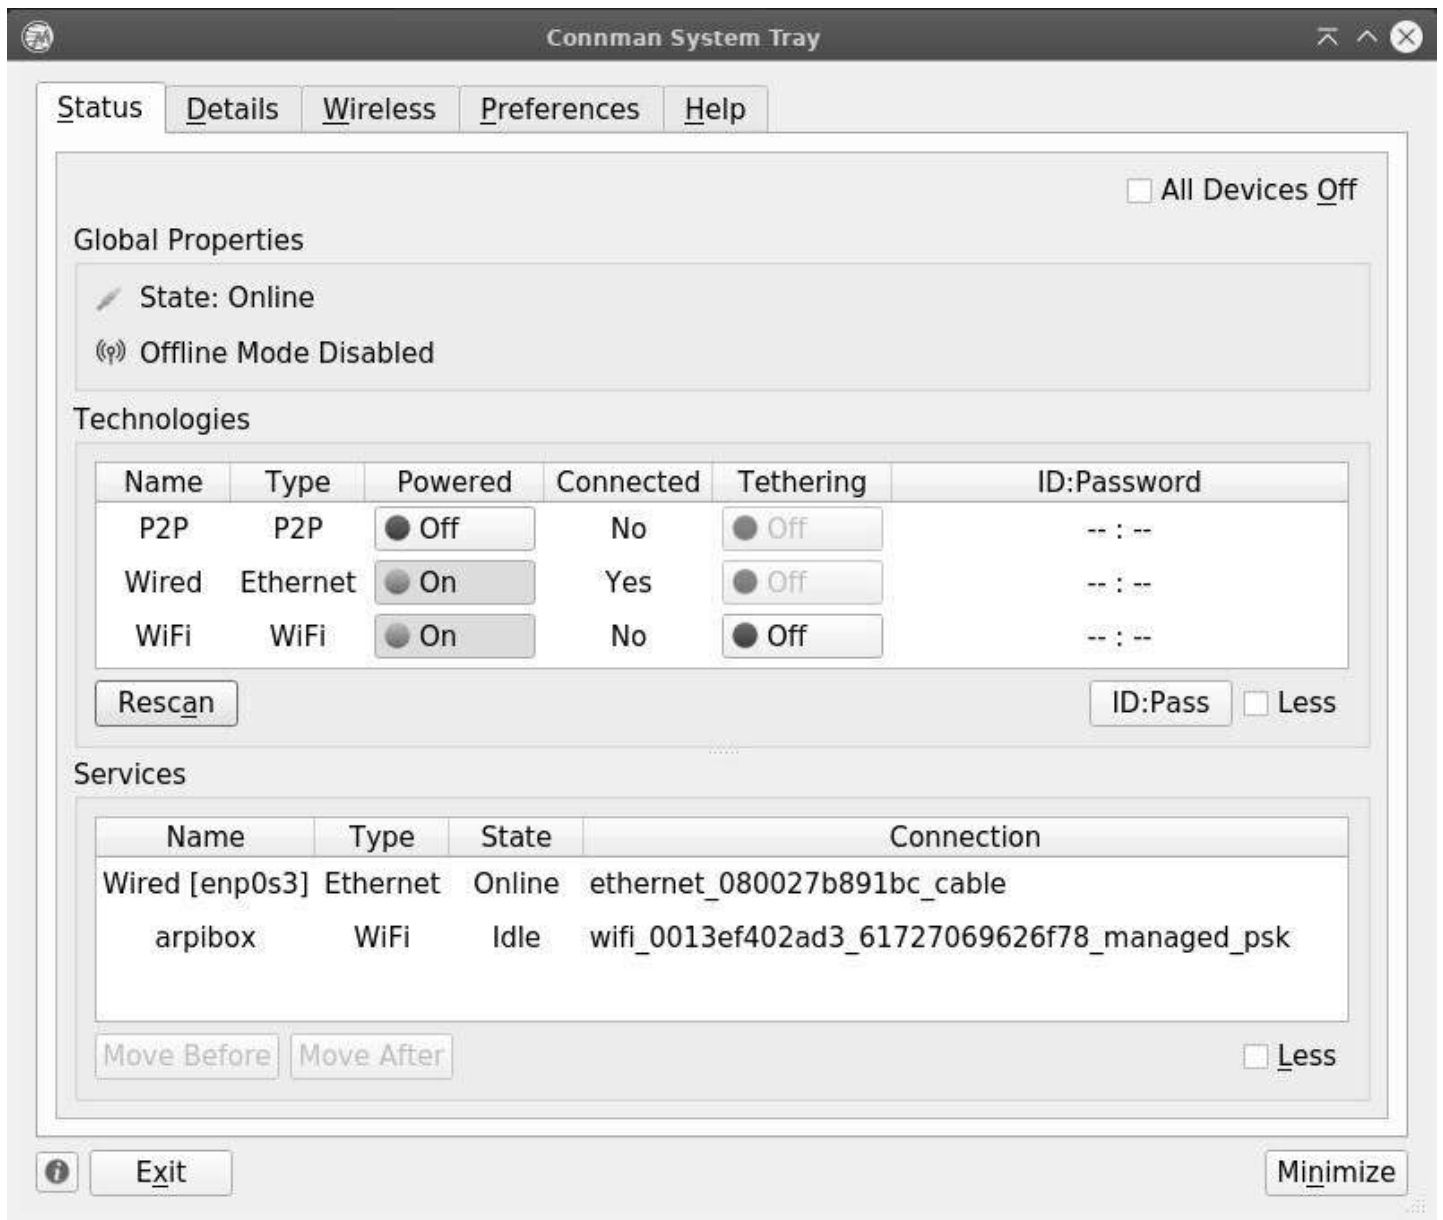 Connman System Tray
Status Details Wireless Preferences Help
All Devices Off
Global Properties
State: Online
Offline Mode Disabled
Technologies
Name Type Powered Connected Tethering ID:Password
P2P P2P Off No Off -- : --
Wired Ethernet On Yes Off -- : --
WiFi WiFi On No Off -- : --
Rescan ID:Pass Less
Services
Name Type State Connection
Wired [enp0s3] Ethernet Online ethernet_080027b891bc_cable
arpibox WiFi Idle wifi_0013ef402ad3_61727069626f78_managed_psk
Move Before Move After Less
Exit Minimize